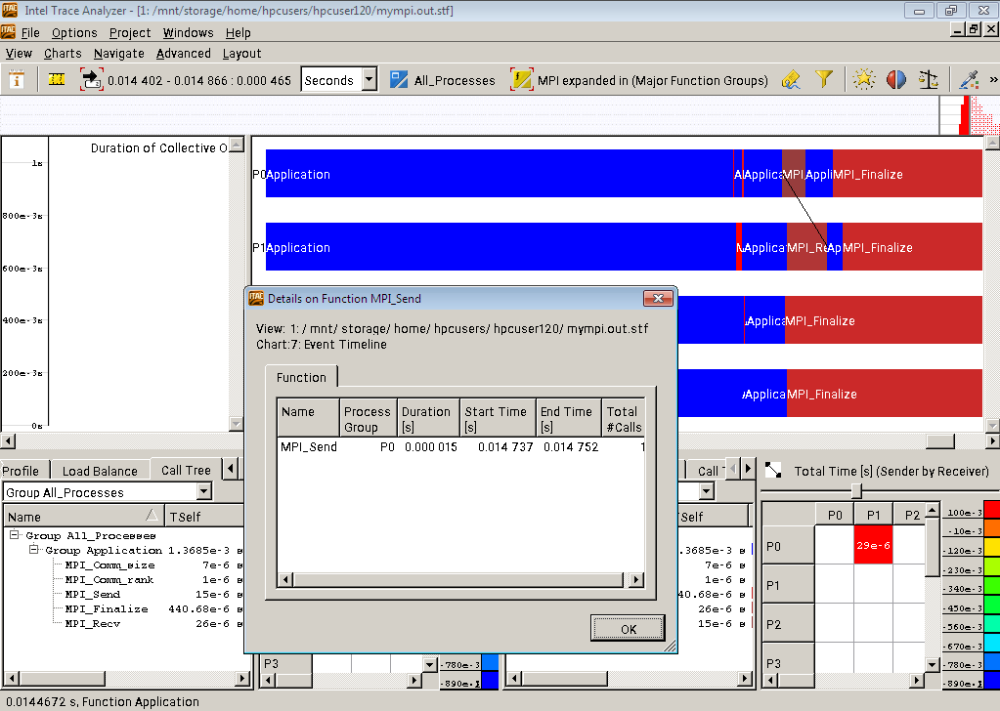 Intel Trace Analyzer - [1: /mnt/storage/home/hpcusers/hpcuser120/mympi.out.stf]
File Options Project Windows Help
View Charts Navigate Advanced Layout
0.014 402 - 0.014 866 : 0.000 465 Seconds All_Processes MPI expanded in (Major Function Groups) »
Duration of Collective O
1s
800e-3s
600e-3s
400e-3s
200e-3s
0s
P0 Application A Applica MPI Appli MPI_Finalize
P1 Application Applica MPI_Re Ap MPI_Finalize
Applica MPI_Finalize
Applica MPI_Finalize
Details on Function MPI_Send
View: 1: / mnt/ storage/ home/ hpcusers/ hpcuser120/ mympi.out.stf
Chart:7: Event Timeline
Function
Name Process Group Duration [s] Start Time [s] End Time [s] Total #Calls
MPI_Send P0 0.000 015 0.014 737 0.014 752 1
OK
Profile Load Balance Call Tree
Group All_Processes
Name TSelf
Group All_Processes
Group Application 1.3685e-3 s
MPI_Comm_size 7e-6 s
MPI_Comm_rank 1e-6 s
MPI_Send 15e-6 s
MPI_Finalize 440.68e-6 s
MPI_Recv 26e-6 s
P3
-780e-3
-890e-1
Call
Self
.3685e-3 s
7e-6 s
1e-6 s
40.68e-6 s
26e-6 s
15e-6 s
Total Time [s] (Sender by Receiver)
P0 P1 P2
P0 29e-6
P1
P2
P3
100e-3
-10e-3
-120e-3
-230e-3
-340e-3
-450e-3
-560e-3
-670e-3
-780e-3
-890e-3
0.0144672 s, Function Application